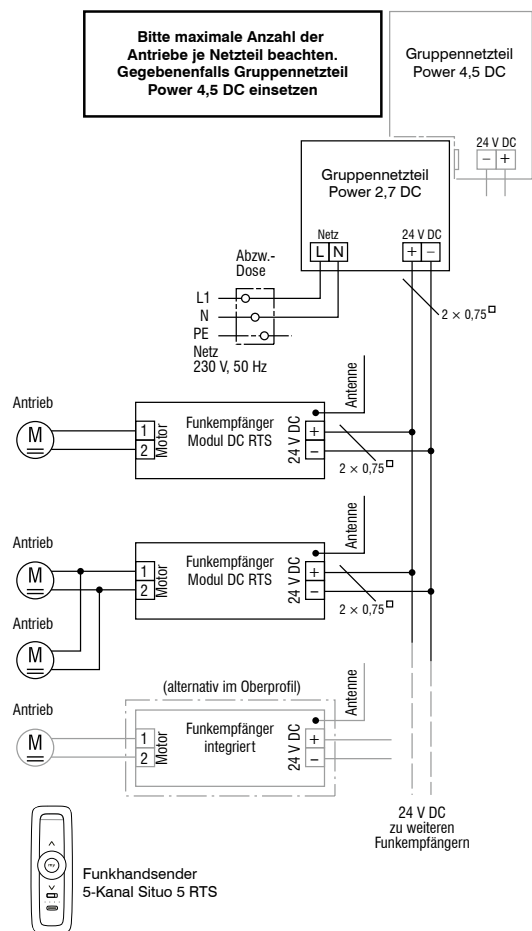 Bitte maximale Anzahl der
Antriebe je Netzteil beachten.
Gegebenenfalls Gruppennetzteil
Power 4,5 DC einsetzen
Gruppennetzteil
Power 4,5 DC
24 V DC
− +
Gruppennetzteil
Power 2,7 DC
Netz
L N
24 V DC
+ −
Abzw.-
Dose
L1
N
PE
Netz
230 V, 50 Hz
2 × 0,75□
Antrieb
M
1
2
Motor
Funkempfänger
Modul DC RTS
24 V DC
+
−
Antenne
2 × 0,75□
Antrieb
M
Antrieb
M
1
2
Motor
Funkempfänger
Modul DC RTS
24 V DC
+
−
Antenne
2 × 0,75□
(alternativ im Oberprofil)
Antrieb
M
1
2
Motor
Funkempfänger
integriert
24 V DC
+
−
Antenne
24 V DC
zu weiteren
Funkempfängern
my
Funkhandsender
5-Kanal Situo 5 RTS